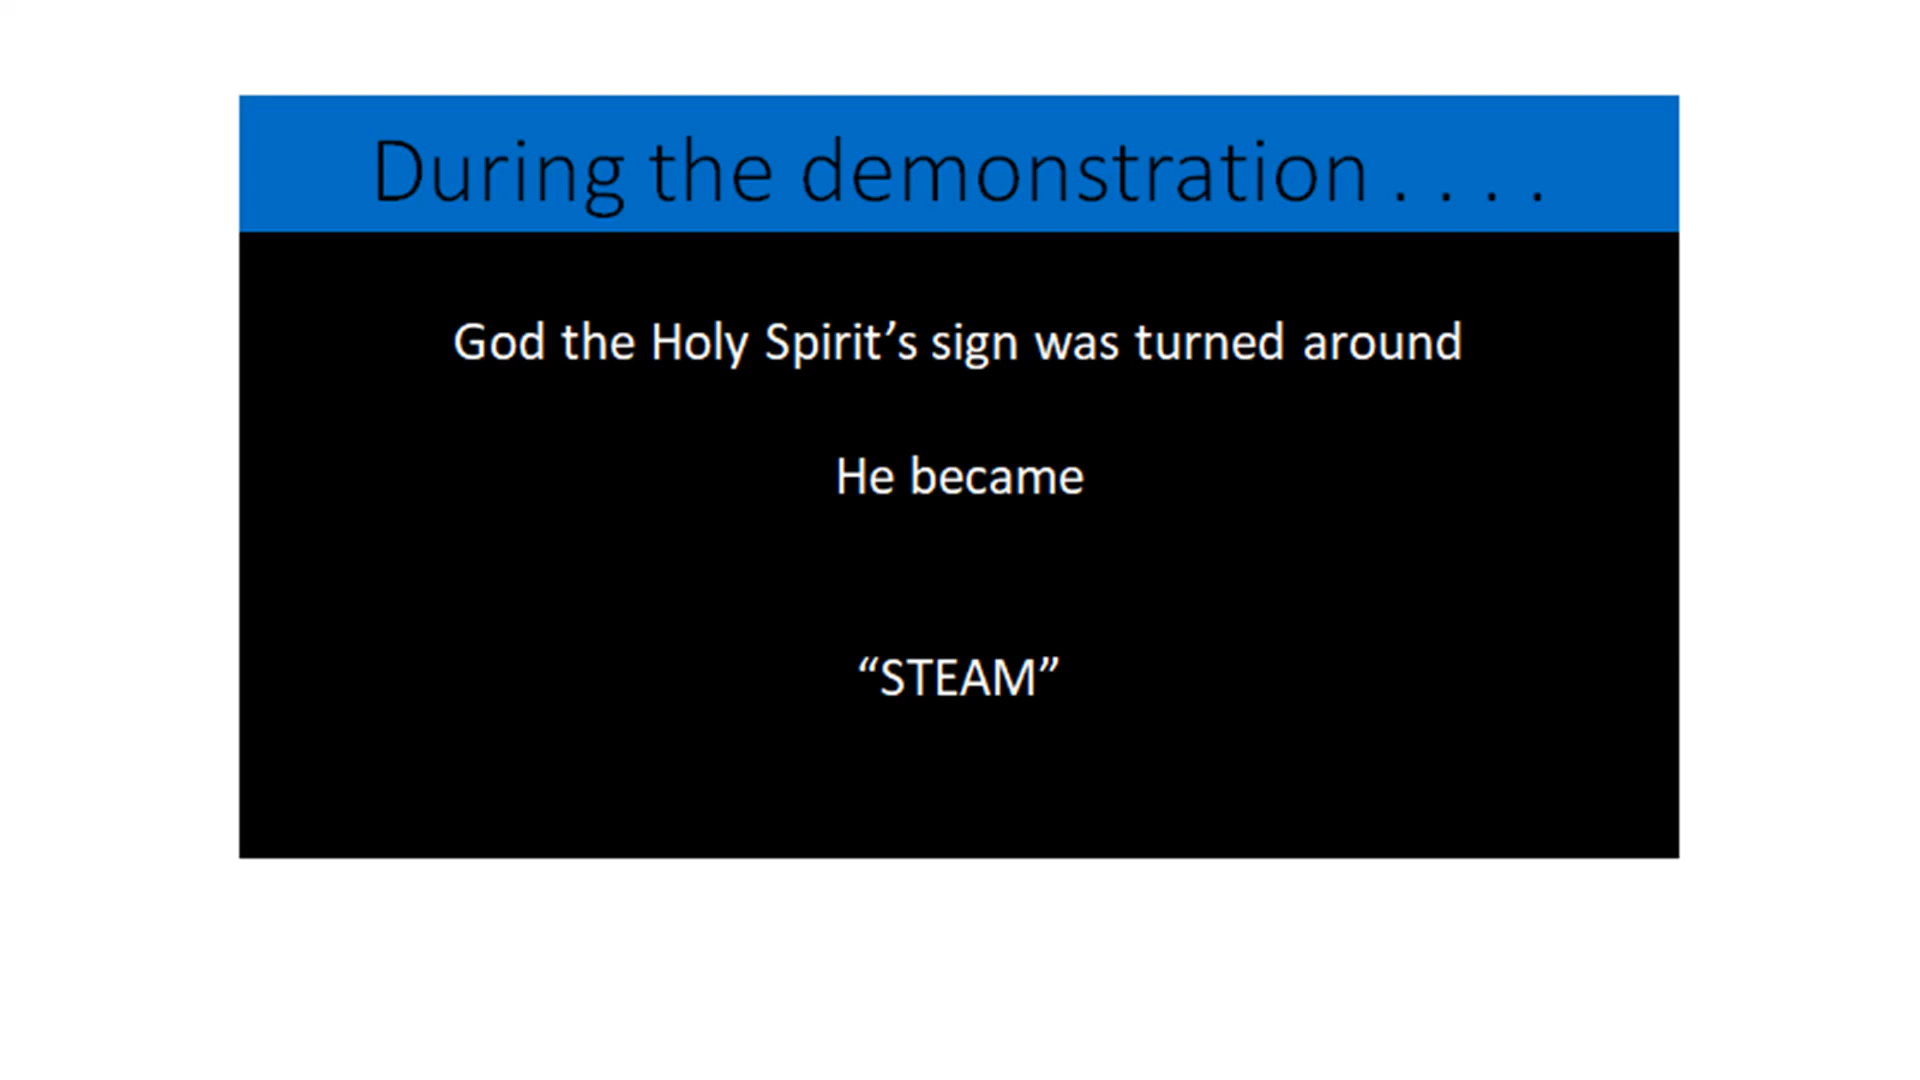 During the demonstration . . . .
God the Holy Spirit’s sign was turned around
He became
“STEAM”